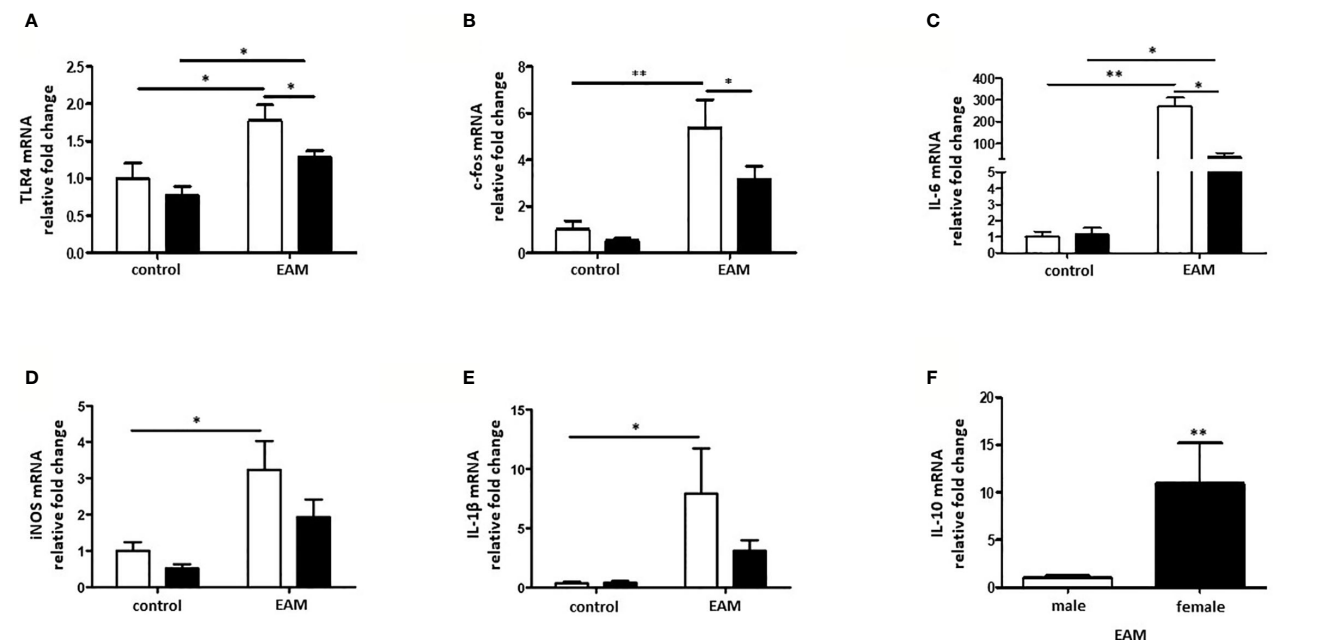 A
TLR4 mRNA
relative fold change
2.5
2.0
1.5
1.0
0.5
0.0
*
*
*
control
EAM
B
c-fos mRNA
relative fold change
8
6
4
2
0
**
*
control
EAM
C
IL-6 mRNA
relative fold change
400
300
200
100
5
4
3
2
1
0
*
**
*
control
EAM
D
iNOS mRNA
relative fold change
5
4
3
2
1
0
*
control
EAM
E
IL-1β mRNA
relative fold change
15
10
5
0
*
control
EAM
F
IL-10 mRNA
relative fold change
20
15
10
5
0
**
male
female
EAM